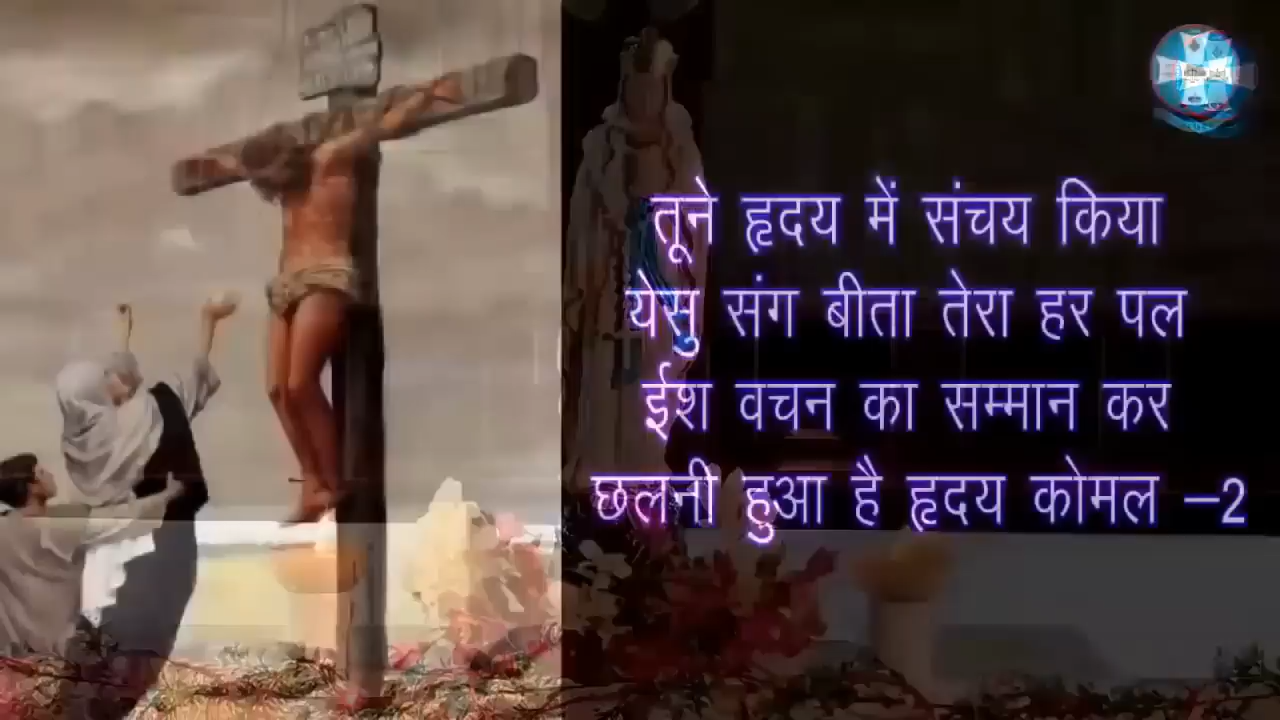 तूने हृदय में संचय किया
येसु संग बीता तेरा हर पल
ईश वचन का सम्मान कर
छलनी हुआ है हृदय कोमल –2